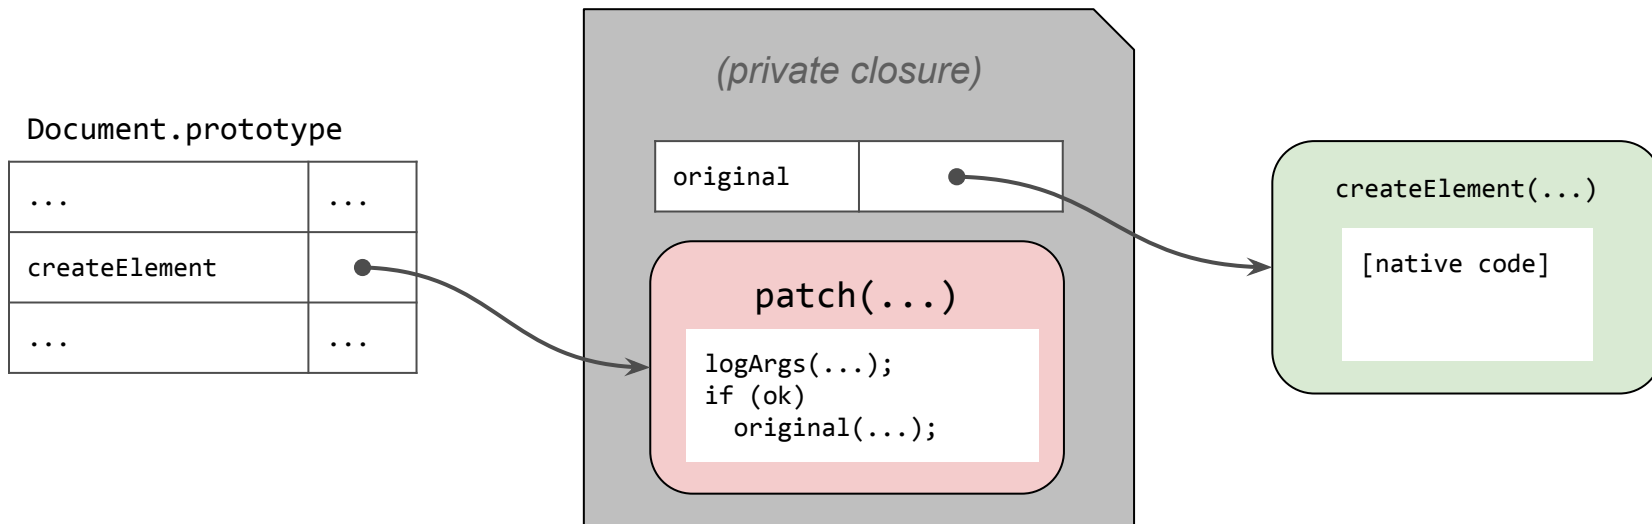 Document.prototype
... ...
createElement
... ...
(private closure)
original
patch(...)
logArgs(...);
if (ok)
  original(...);
createElement(...)
[native code]